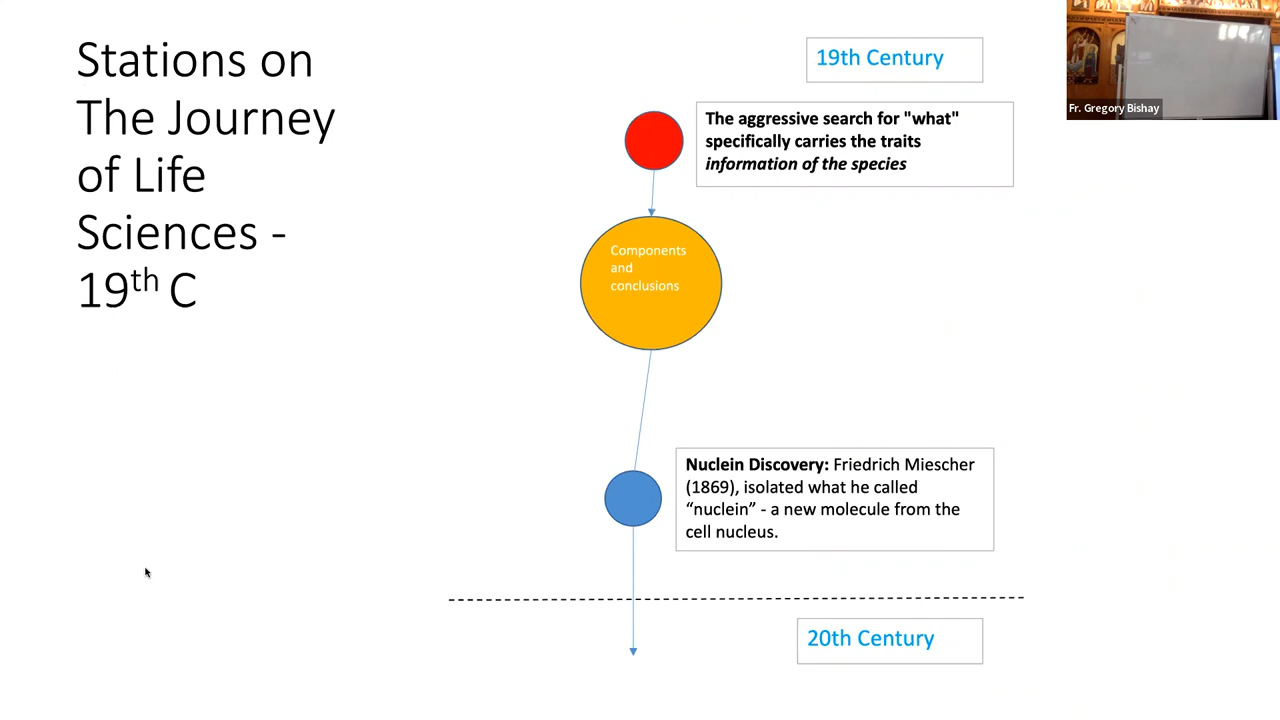 Stations on
The Journey
of Life
Sciences -
19th C
19th Century
The aggressive search for "what"
specifically carries the traits
information of the species
Components
and
conclusions
Nuclein Discovery: Friedrich Miescher
(1869), isolated what he called
“nuclein” - a new molecule from the
cell nucleus.
20th Century
Fr. Gregory Bishay